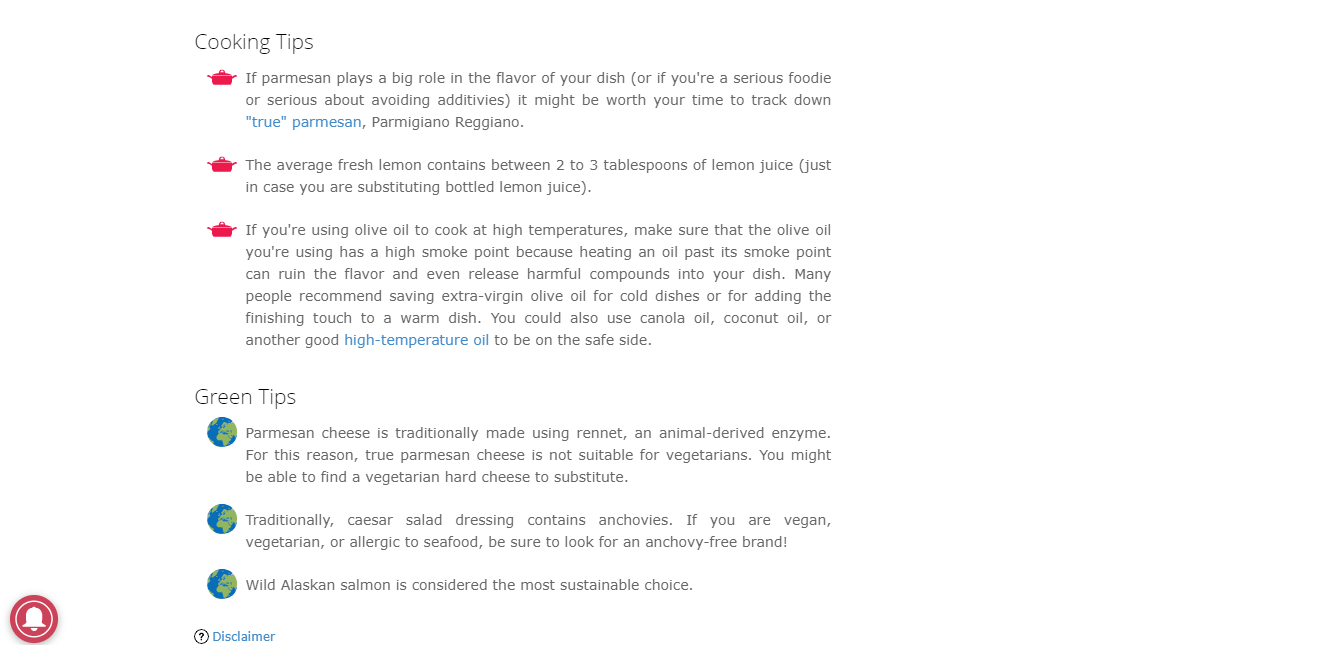 Cooking Tips
If parmesan plays a big role in the flavor of your dish (or if you're a serious foodie
or serious about avoiding additivies) it might be worth your time to track down
"true" parmesan, Parmigiano Reggiano.
The average fresh lemon contains between 2 to 3 tablespoons of lemon juice (just
in case you are substituting bottled lemon juice).
If you're using olive oil to cook at high temperatures, make sure that the olive oil
you're using has a high smoke point because heating an oil past its smoke point
can ruin the flavor and even release harmful compounds into your dish. Many
people recommend saving extra-virgin olive oil for cold dishes or for adding the
finishing touch to a warm dish. You could also use canola oil, coconut oil, or
another good high-temperature oil to be on the safe side.
Green Tips
Parmesan cheese is traditionally made using rennet, an animal-derived enzyme.
For this reason, true parmesan cheese is not suitable for vegetarians. You might
be able to find a vegetarian hard cheese to substitute.
Traditionally, caesar salad dressing contains anchovies. If you are vegan,
vegetarian, or allergic to seafood, be sure to look for an anchovy-free brand!
Wild Alaskan salmon is considered the most sustainable choice.
? Disclaimer